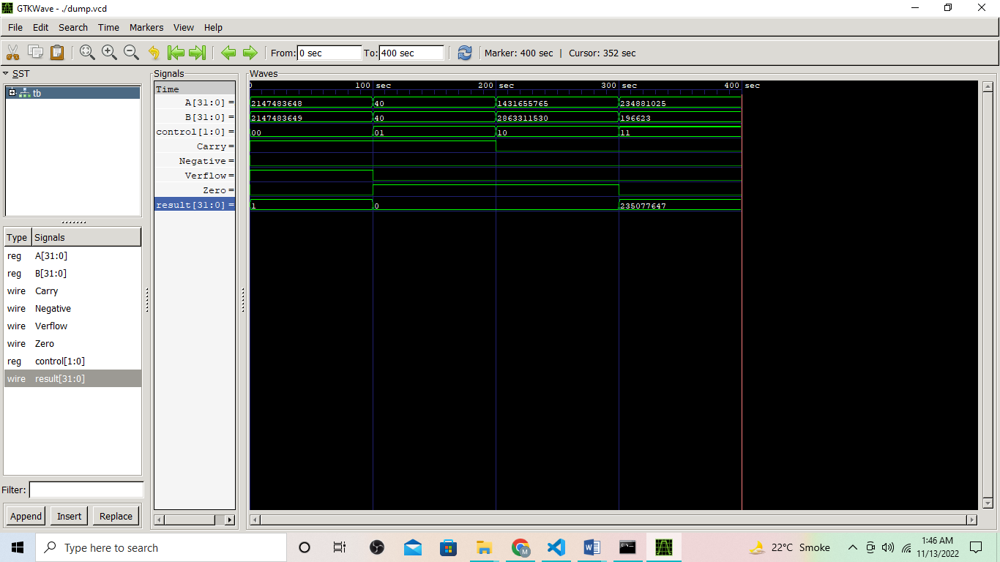 GTKWave - ./dump.vcd
File Edit Search Time Markers View Help
From: 0 sec To: 400 sec Marker: 400 sec | Cursor: 352 sec
SST
tb
Type Signals
reg A[31:0]
reg B[31:0]
wire Carry
wire Negative
wire Verflow
wire Zero
reg control[1:0]
wire result[31:0]
Filter:
Append Insert Replace
Signals
Time
A[31:0] =
B[31:0] =
control[1:0] =
Carry =
Negative =
Verflow =
Zero =
result[31:0] =
Waves
0 100 sec 200 sec 300 sec 400 sec
2147483648 40 1431655765 234881025
2147483649 40 2863311530 196623
00 01 10 11
1 0 235077647
Type here to search
M
22°C Smoke
1:46 AM
11/13/2022